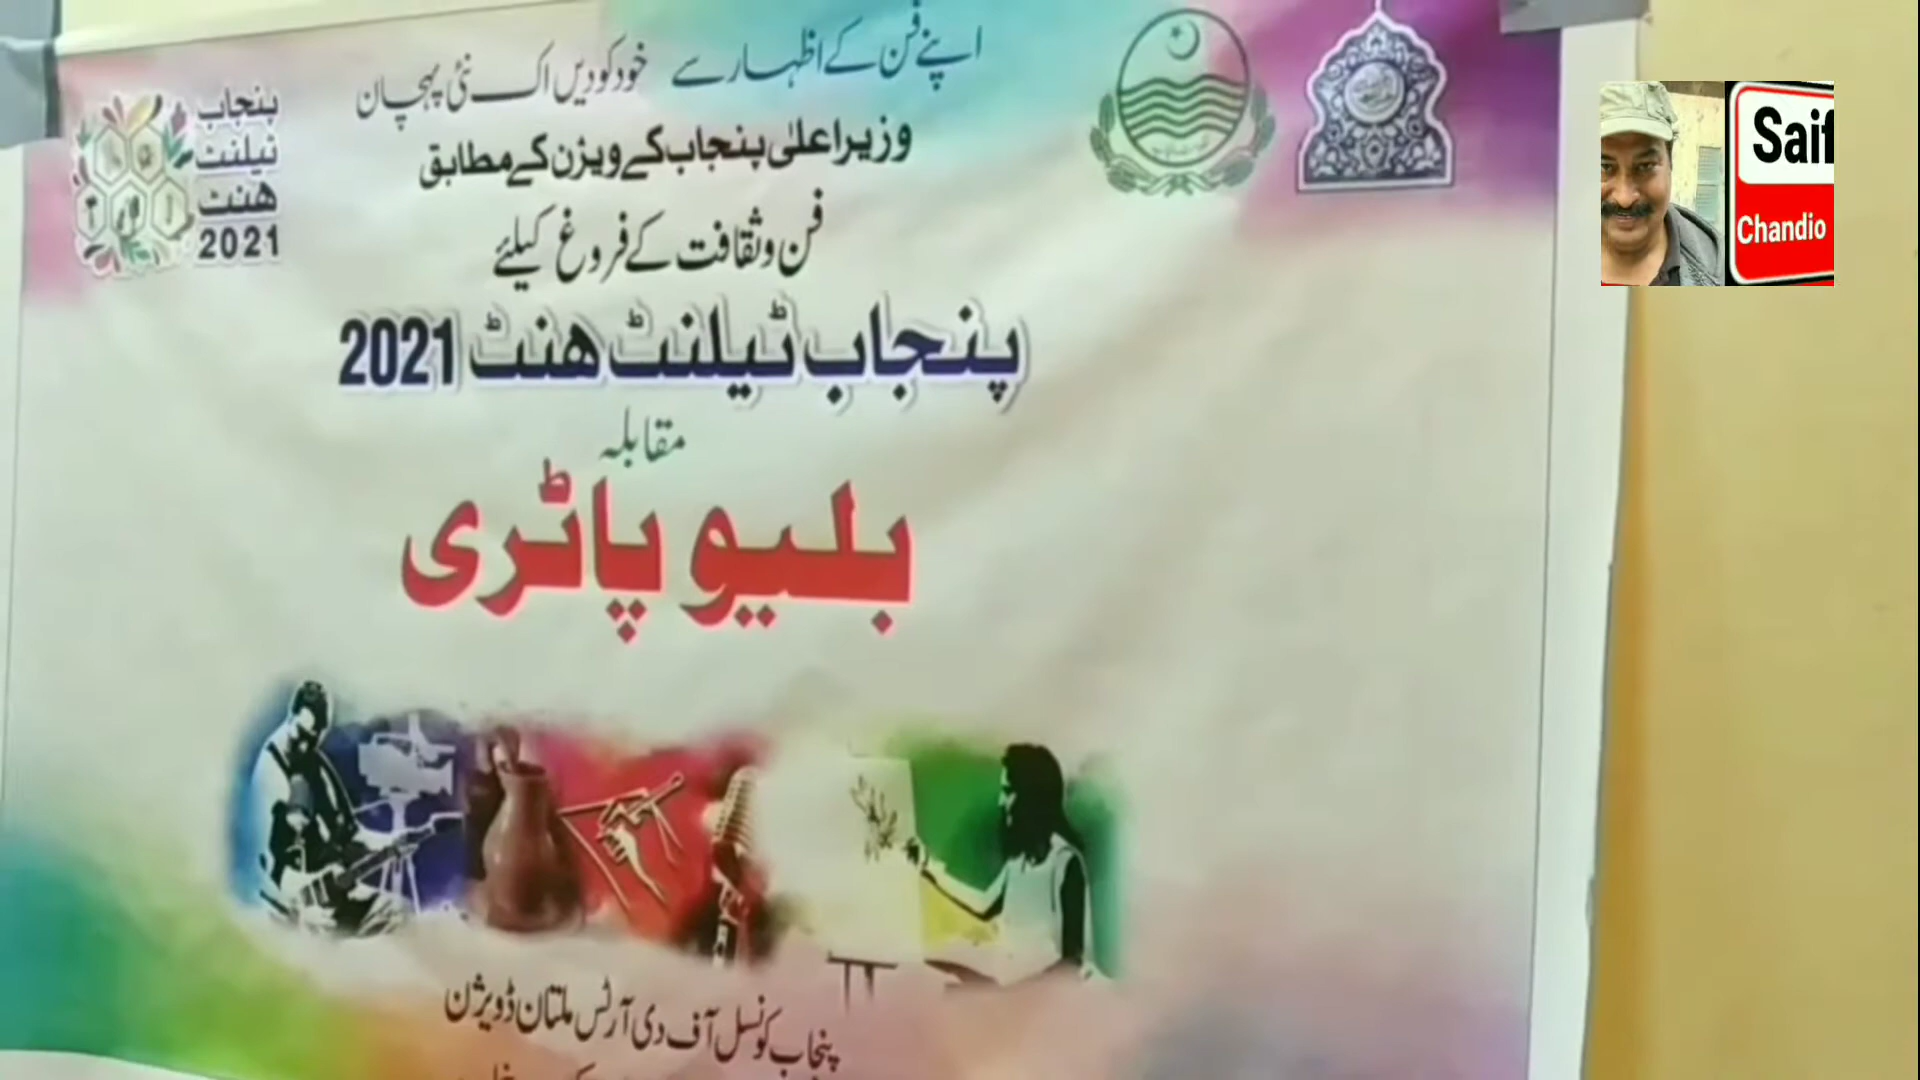 اپنے فن کے اظہار سے خود کو دیں اک نئی پہچان
وزیراعلیٰ پنجاب کے ویژن کے مطابق
فن و ثقافت کے فروغ کیلئے
پنجاب ٹیلنٹ ہنٹ 2021
مقابلہ
بلیو پاٹری
پنجاب کونسل آف دی آرٹس ملتان ڈویژن
پنجاب
ٹیلنٹ
ہنٹ
2021
Saif
Chandio